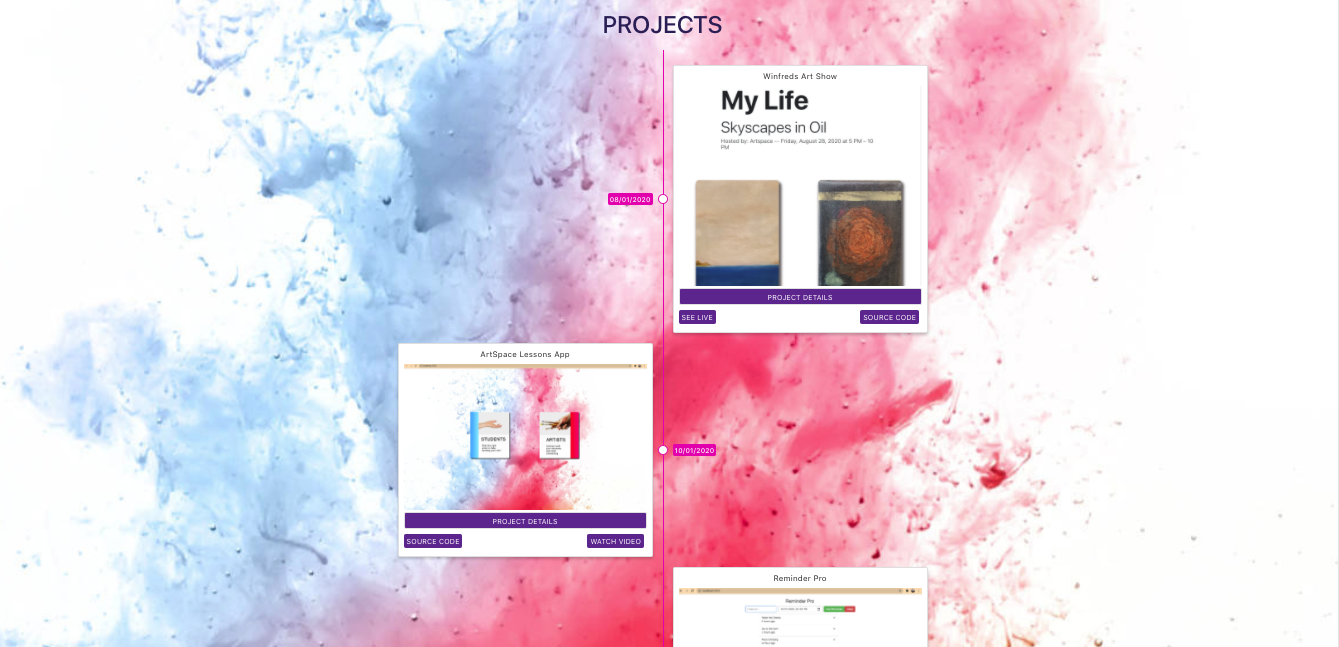 PROJECTS
Winfreds Art Show
My Life
Skyscapes in Oil
Hosted by: Artspace -- Friday, August 28, 2020 at 5 PM – 10
PM
08/01/2020
PROJECT DETAILS
SEE LIVE
SOURCE CODE
ArtSpace Lessons App
STUDENTS
ARTISTS
10/01/2020
PROJECT DETAILS
SOURCE CODE
WATCH VIDEO
Reminder Pro
Reminder Pro